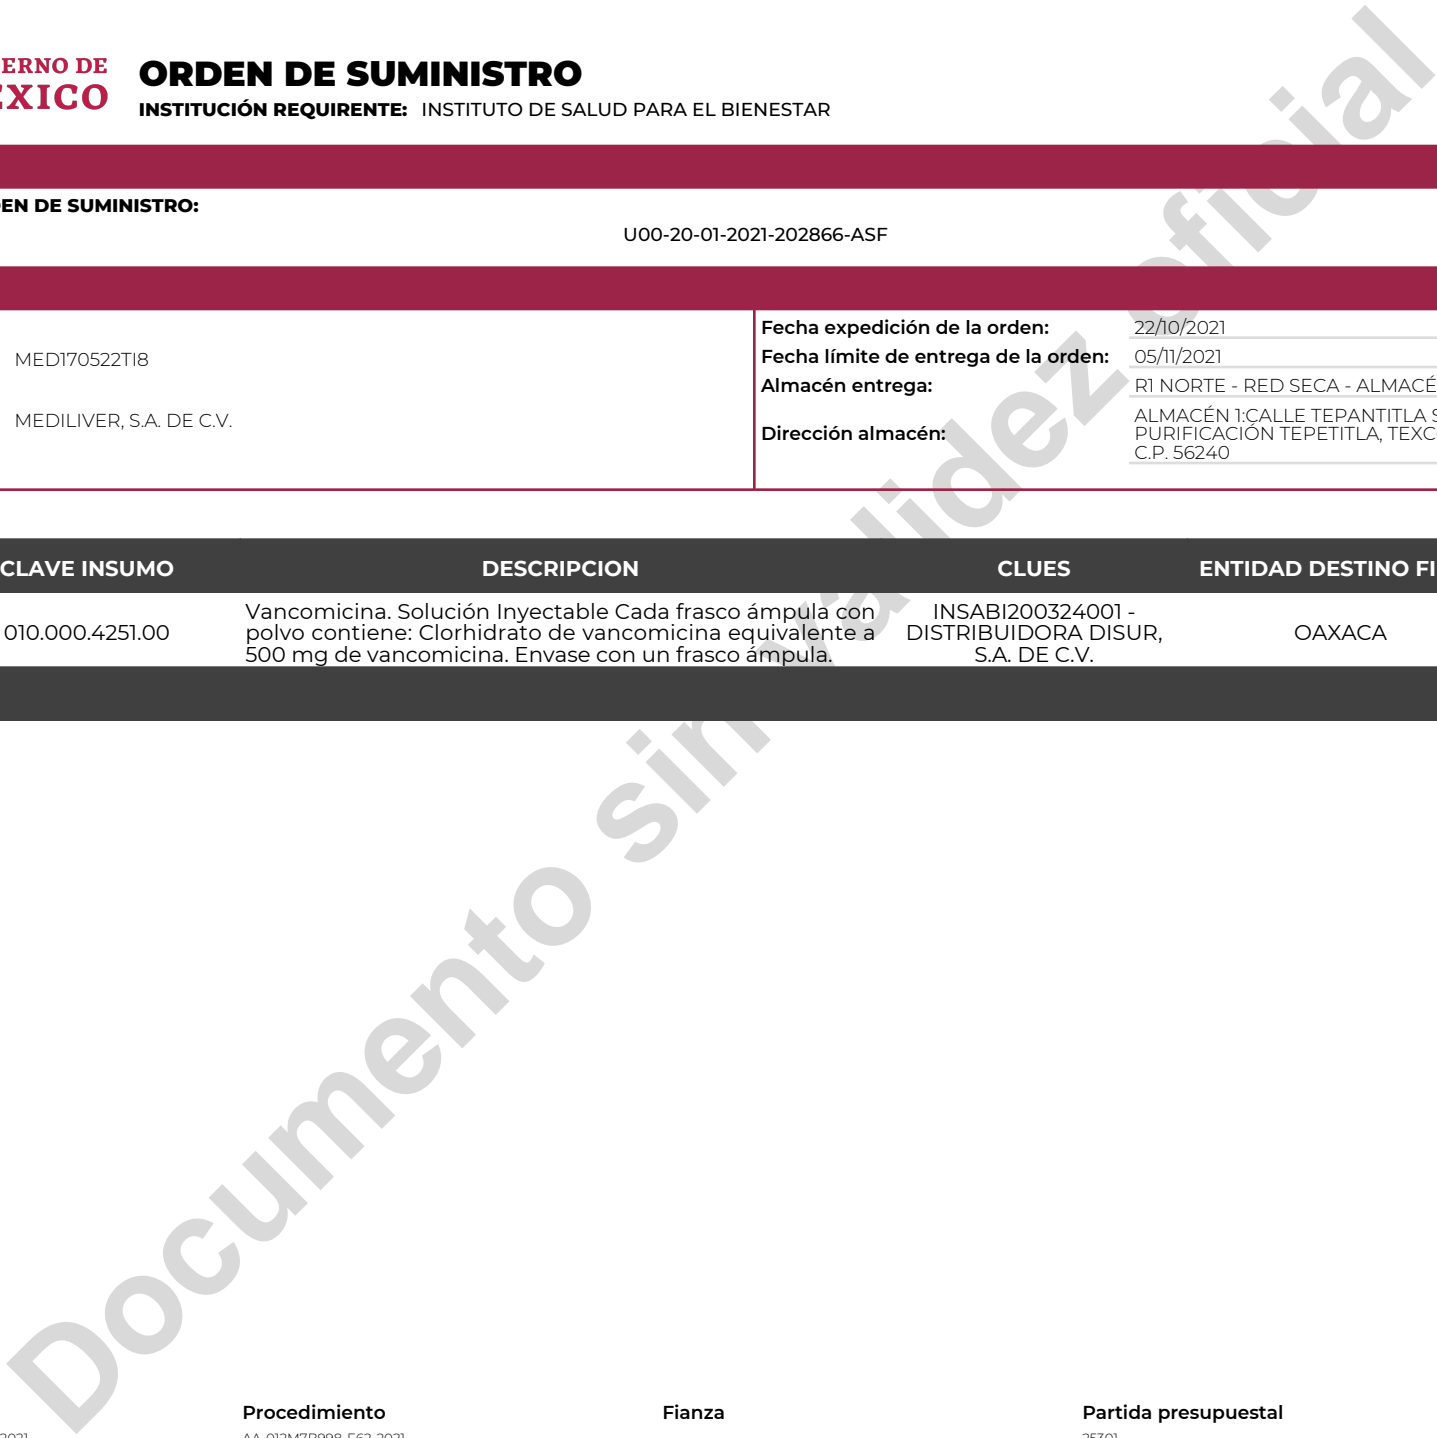 ERNO DE
EXICO
ORDEN DE SUMINISTRO
INSTITUCIÓN REQUIRENTE: INSTITUTO DE SALUD PARA EL BIENESTAR
EN DE SUMINISTRO:
U00-20-01-2021-202866-ASF
MED170522TI8
MEDILIVER, S.A. DE C.V.
Fecha expedición de la orden: 22/10/2021
Fecha límite de entrega de la orden: 05/11/2021
Almacén entrega: R1 NORTE - RED SECA - ALMACÉ
Dirección almacén: ALMACÉN 1:CALLE TEPANTITLA S
PURIFICACIÓN TEPETITLA, TEXC
C.P. 56240
CLAVE INSUMO DESCRIPCION CLUES ENTIDAD DESTINO FI
010.000.4251.00
Vancomicina. Solución Inyectable Cada frasco ámpula con
polvo contiene: Clorhidrato de vancomicina equivalente a
500 mg de vancomicina. Envase con un frasco ámpula.
INSABI200324001 -
DISTRIBUIDORA DISUR,
S.A. DE C.V.
OAXACA
Documento sin validez oficial
Procedimiento Fianza Partida presupuestal